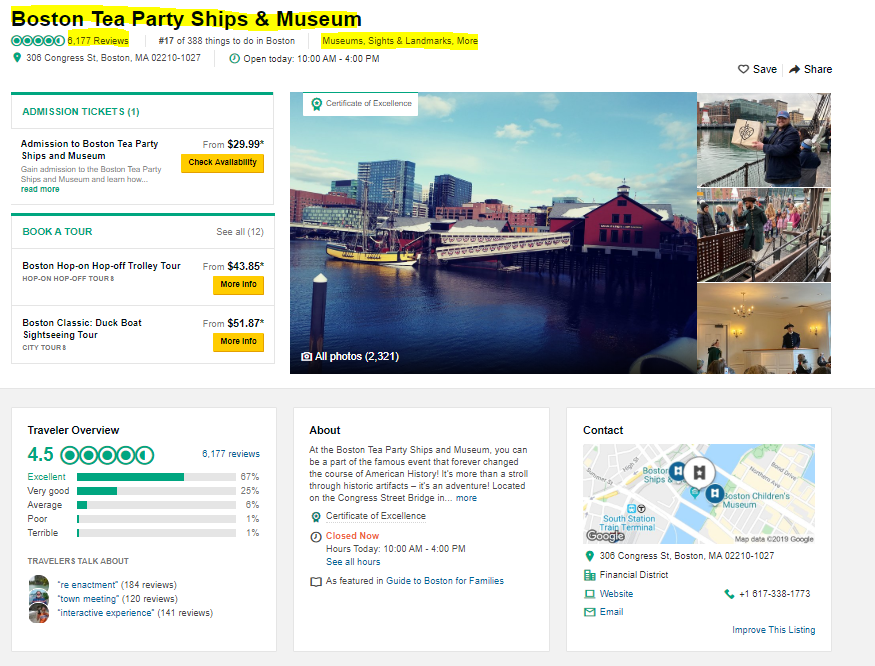 Boston Tea Party Ships & Museum
6,177 Reviews
#17 of 388 things to do in Boston
Museums, Sights & Landmarks, More
306 Congress St, Boston, MA 02210-1027
Open today: 10:00 AM - 4:00 PM
Save
Share
ADMISSION TICKETS (1)
Admission to Boston Tea Party
Ships and Museum
From $29.99*
Check Availability
Gain admission to the Boston Tea Party
Ships and Museum and learn how...
read more
BOOK A TOUR
See all (12)
Boston Hop-on Hop-off Trolley Tour
From $43.85*
HOP-ON HOP-OFF TOURS
More Info
Boston Classic: Duck Boat
Sightseeing Tour
From $51.87*
CITY TOURS
More Info
Certificate of Excellence
All photos (2,321)
Traveler Overview
4.5
6,177 reviews
Excellent 67%
Very good 25%
Average 6%
Poor 1%
Terrible 1%
TRAVELERS TALK ABOUT
“re enactment” (184 reviews)
“town meeting” (120 reviews)
“interactive experience” (141 reviews)
About
At the Boston Tea Party Ships and Museum, you can
be a part of the famous event that forever changed
the course of American History! It's more than a stroll
through historic artifacts – it's an adventure! Located
on the Congress Street Bridge in... more
Certificate of Excellence
Closed Now
Hours Today: 10:00 AM - 4:00 PM
See all hours
As featured in Guide to Boston for Families
Contact
Summer St
High St
Boston
Ships &
Northern Ave
Bond Drive
Boston Children's
Museum
South Station
Train Terminal
Google
Map data ©2019 Google
306 Congress St, Boston, MA 02210-1027
Financial District
Website
+1 617-338-1773
Email
Improve This Listing